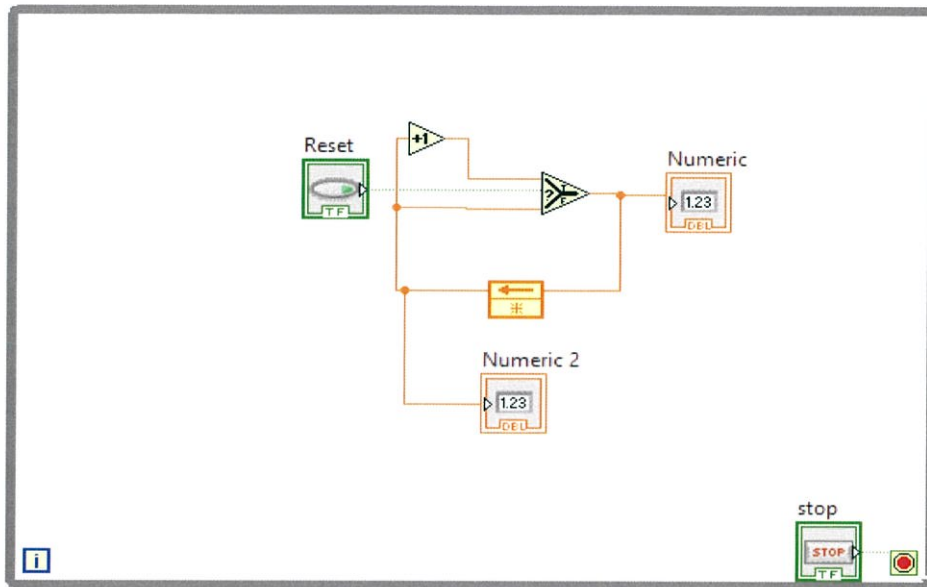 Reset
TF
+1
?
T
F
Numeric
1.23
DBL
Numeric 2
1.23
DBL
i
stop
STOP
TF